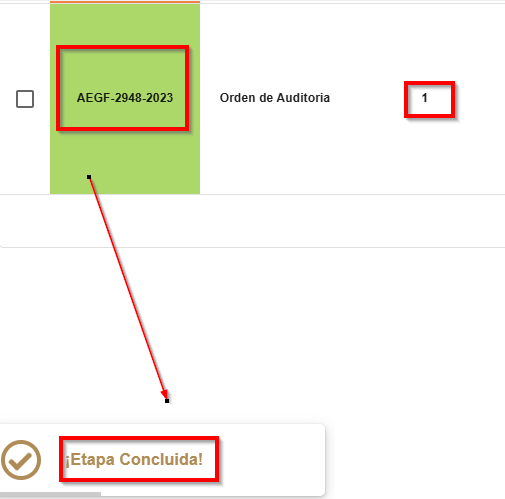 AEGF-2948-2023 Orden de Auditoria 1
¡Etapa Concluida!